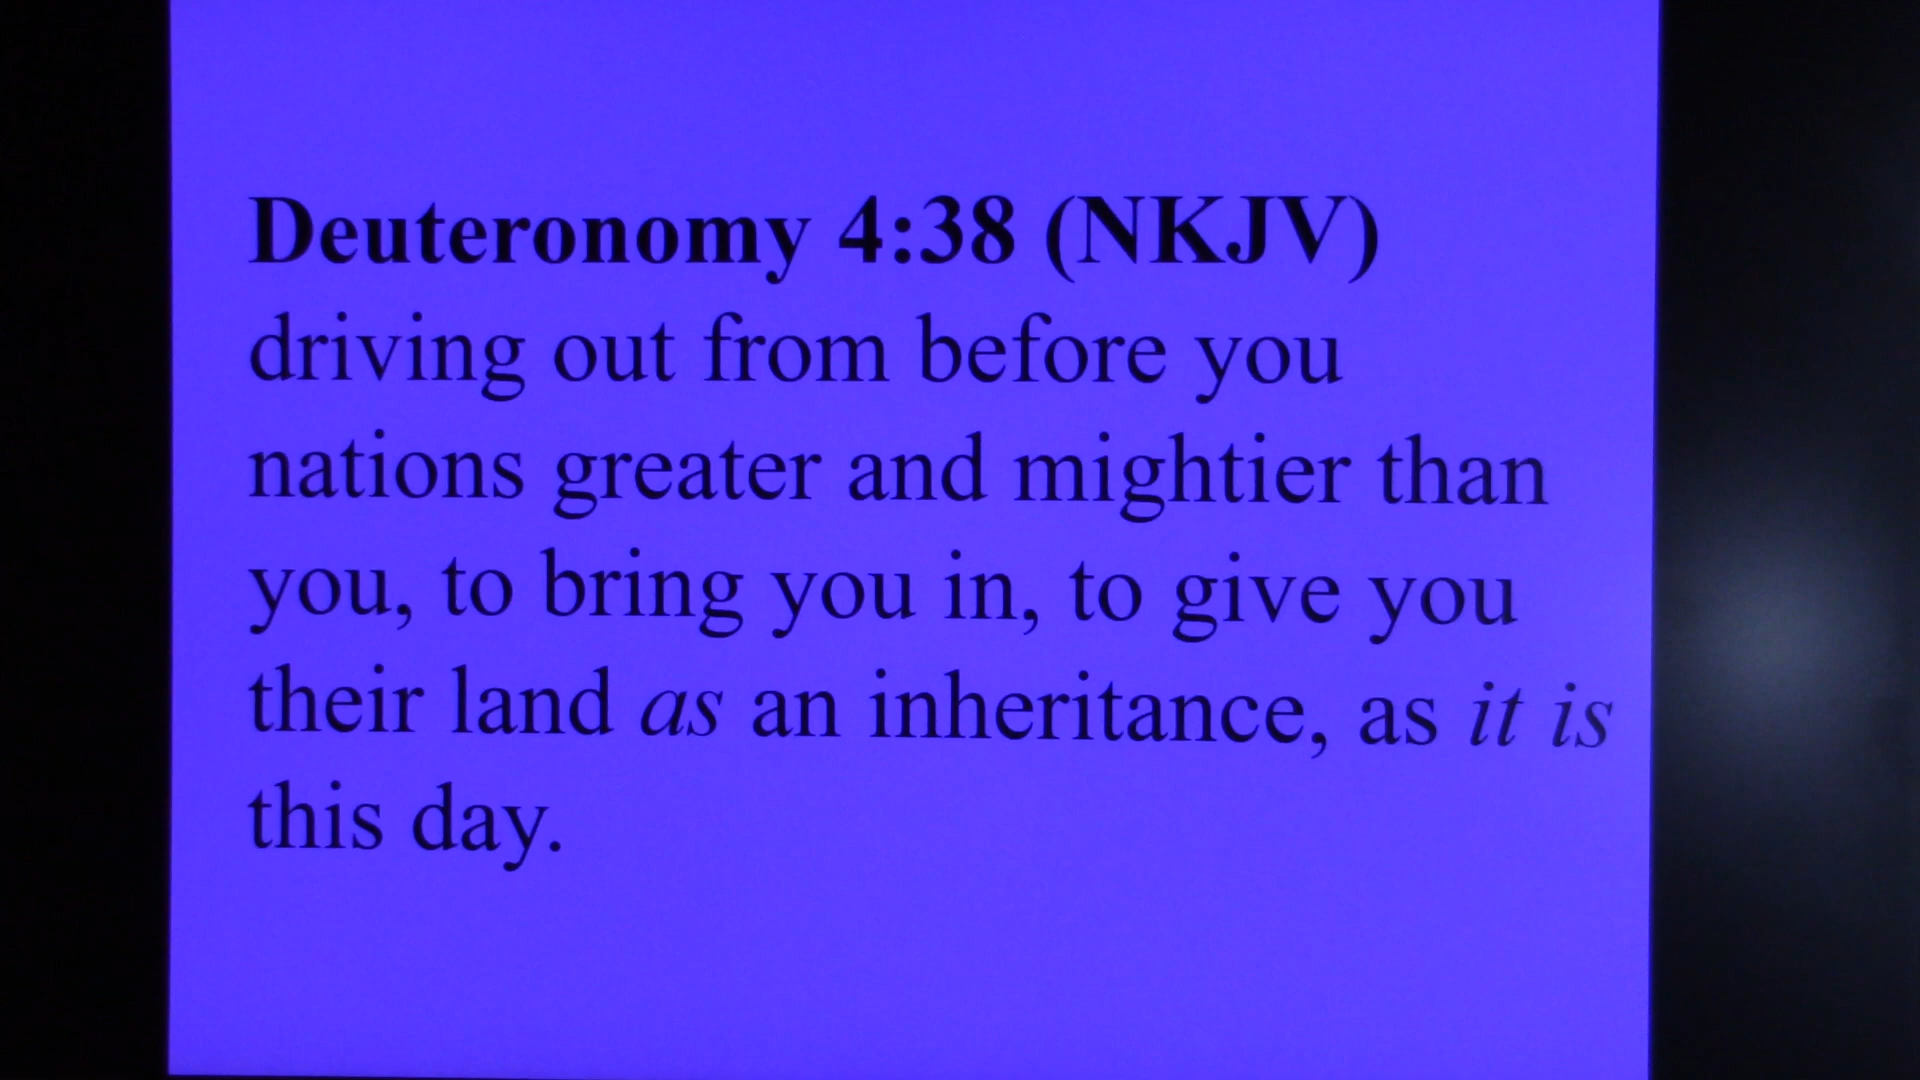 Deuteronomy 4:38 (NKJV)
driving out from before you
nations greater and mightier than
you, to bring you in, to give you
their land as an inheritance, as it is
this day.